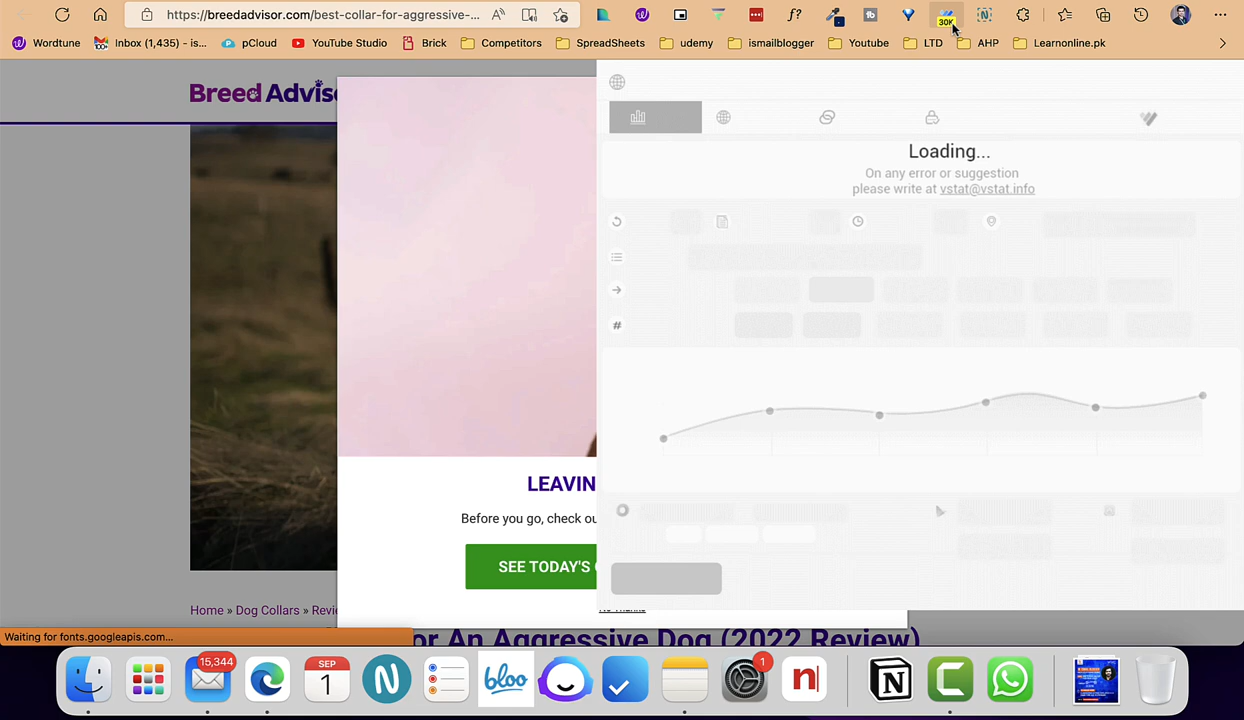 https://breedadvisor.com/best-collar-for-aggressive-...
30K
Wordtune
Inbox (1,435) - is...
pCloud
YouTube Studio
Brick
Competitors
SpreadSheets
udemy
ismailblogger
Youtube
LTD
AHP
Learnonline.pk
Loading...
On any error or suggestion
please write at vstat@vstat.info
LEAVIN
Before you go, check ou
SEE TODAY'S
No Thanks
Home » Dog Collars » Revi
or An Aggressive Dog (2022 Review)
Waiting for fonts.googleapis.com...
15,344
SEP
1
bloo
1